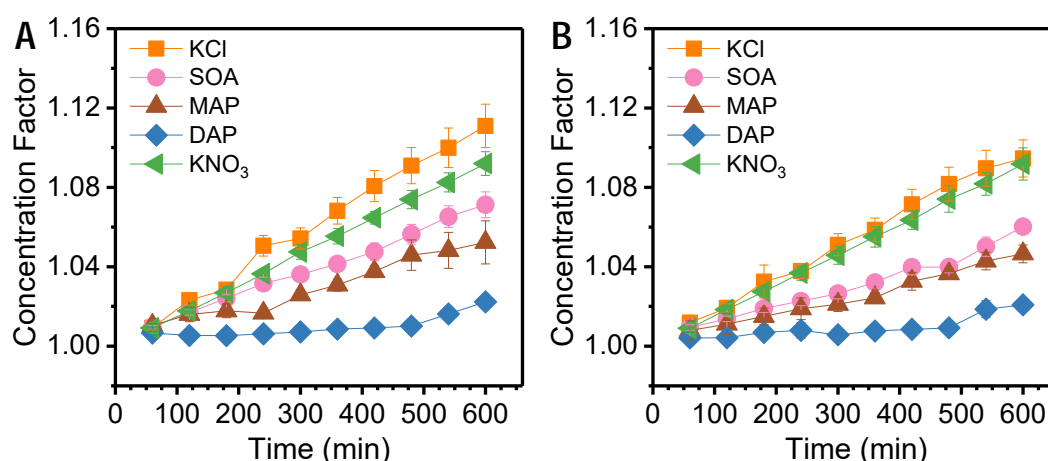 A
Concentration Factor
1.16
1.12
1.08
1.04
1.00
KCl
SOA
MAP
DAP
KNO₃
0 100 200 300 400 500 600
Time (min)
B
Concentration Factor
1.16
1.12
1.08
1.04
1.00
KCl
SOA
MAP
DAP
KNO₃
0 100 200 300 400 500 600
Time (min)